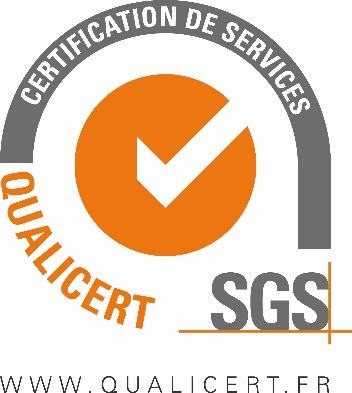 CERTIFICATION DE SERVICES
QUALICERT
SGS
WWW.QUALICERT.FR